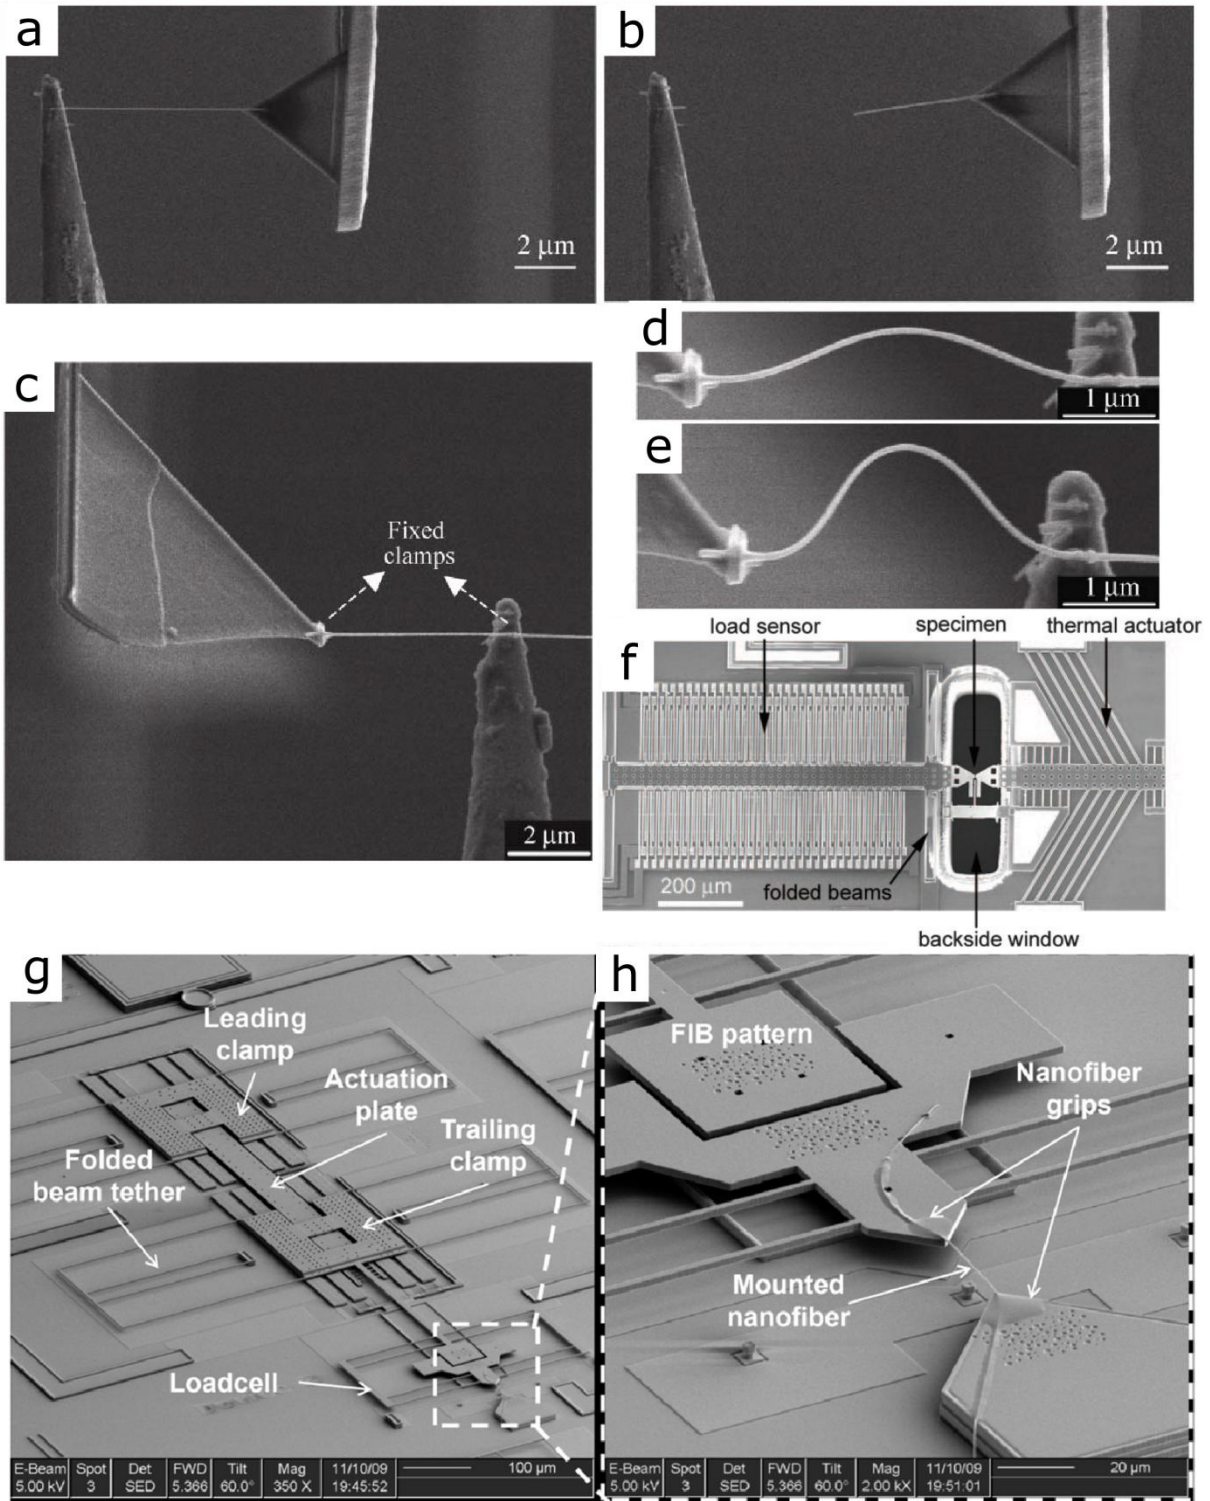 a
2 μm
b
2 μm
c
Fixed
clamps
2 μm
d
1 μm
e
1 μm
load sensor
specimen
thermal actuator
f
200 μm
folded beams
backside window
g
Leading
clamp
Actuation
plate
Trailing
clamp
Folded
beam tether
Loadcell
E-Beam Spot Det FWD Tilt Mag 11/10/09 100 μm
5.00 kV 3 SED 5.366 60.0° 350 X 19:45:52
h
FIB pattern
Nanofiber
grips
Mounted
nanofiber
E-Beam Spot Det FWD Tilt Mag 11/10/09 20 μm
5.00 kV 3 SED 5.366 60.0° 2.00 kX 19:51:01